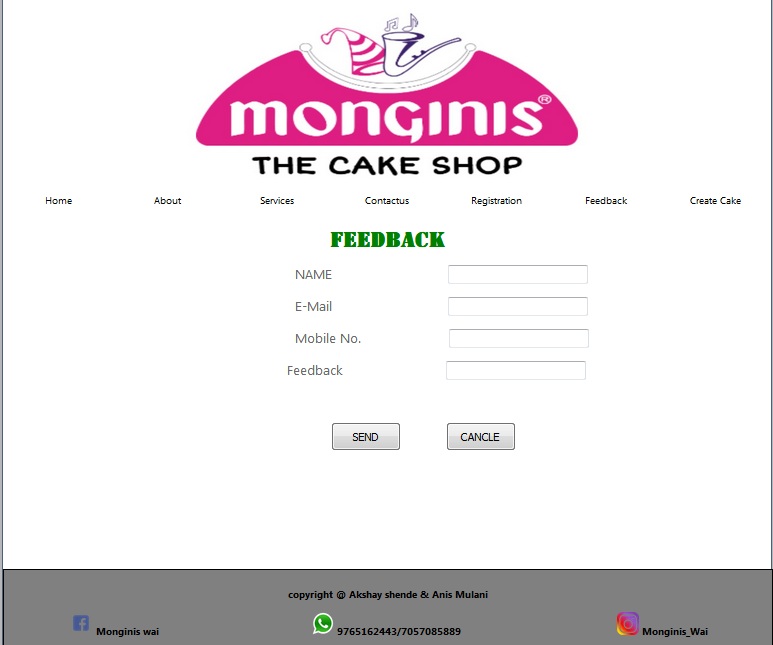 MONGINIS®
THE CAKE SHOP
Home About Services Contactus Registration Feedback Create Cake
FEEDBACK
NAME
E-Mail
Mobile No.
Feedback
SEND CANCLE
copyright @ Akshay shende & Anis Mulani
Monginis wai 9765162443/7057085889 Monginis_Wai